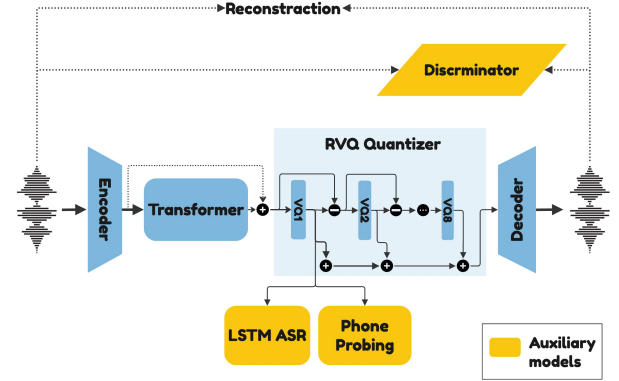 Reconstraction
Discrminator
RVQ Quantizer
Encoder
Transformer
VQ1
VQ2
VQ8
Decoder
LSTM ASR
Phone
Probing
Auxiliary
models